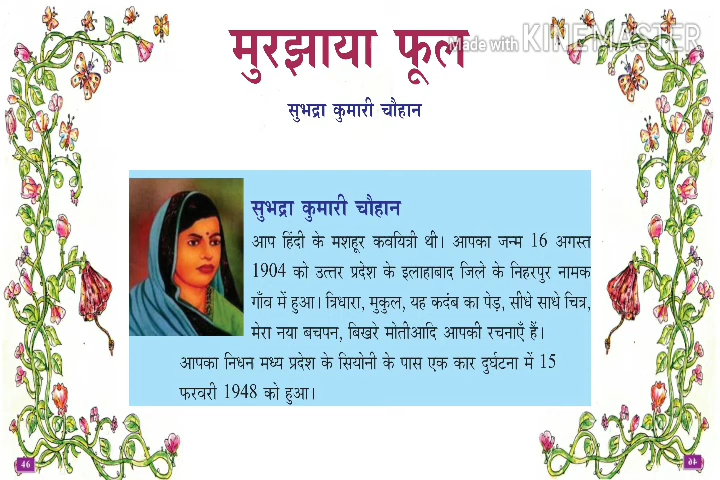 मुरझाया फूल
Made with KINEMASTER
सुभद्रा कुमारी चौहान
सुभद्रा कुमारी चौहान
आप हिंदी के मशहूर कवयित्री थी। आपका जन्म 16 अगस्त
1904 को उत्तर प्रदेश के इलाहाबाद जिले के निहरपुर नामक
गाँव में हुआ। त्रिधारा, मुकुल, यह कदंब का पेड़, सीधे साधे चित्र,
मेरा नया बचपन, बिखरे मोतीआदि आपकी रचनाएँ हैं।
आपका निधन मध्य प्रदेश के सियोनी के पास एक कार दुर्घटना में 15
फरवरी 1948 को हुआ।
46